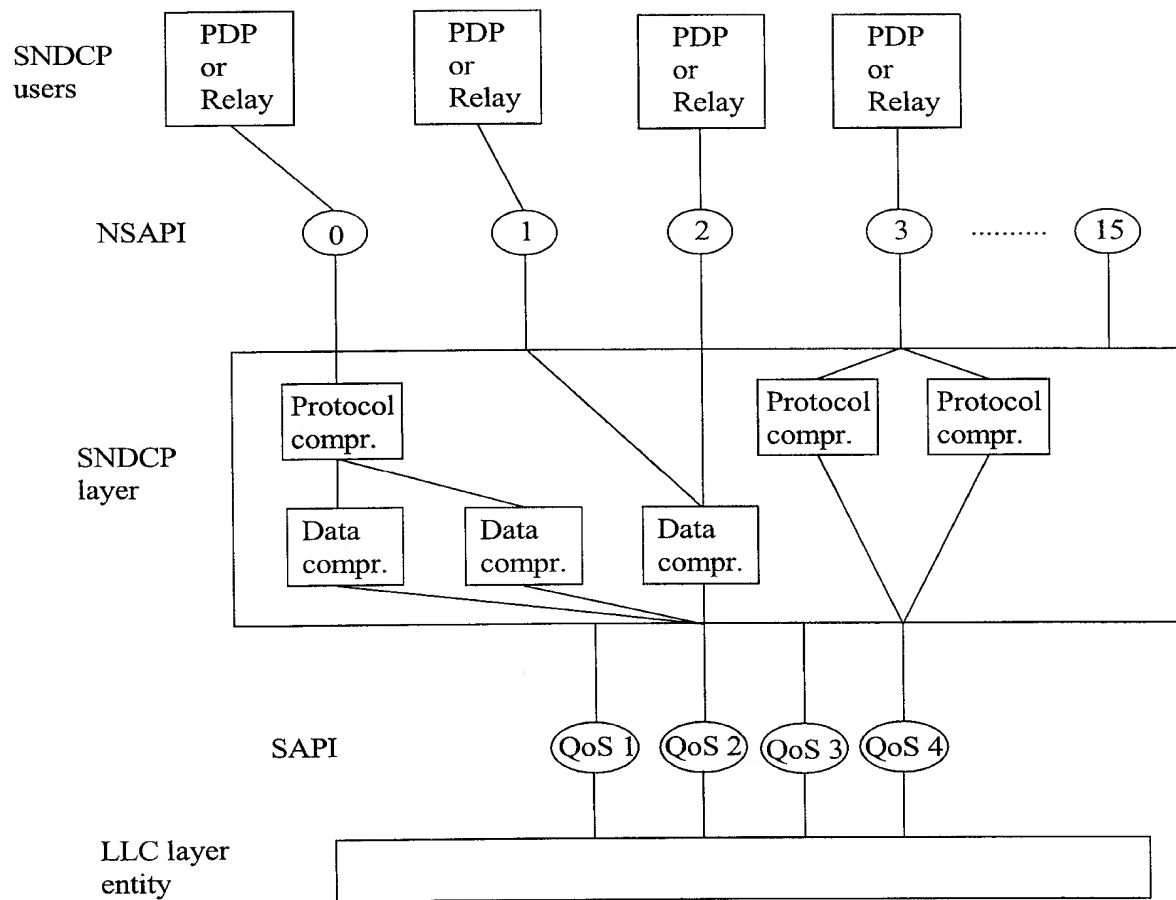 SNDCP
users
PDP
or
Relay
PDP
or
Relay
PDP
or
Relay
PDP
or
Relay
NSAPI
0
1
2
3
..........
15
SNDCP
layer
Protocol
compr.
Protocol
compr.
Protocol
compr.
Data
compr.
Data
compr.
Data
compr.
SAPI
QoS 1
QoS 2
QoS 3
QoS 4
LLC layer
entity